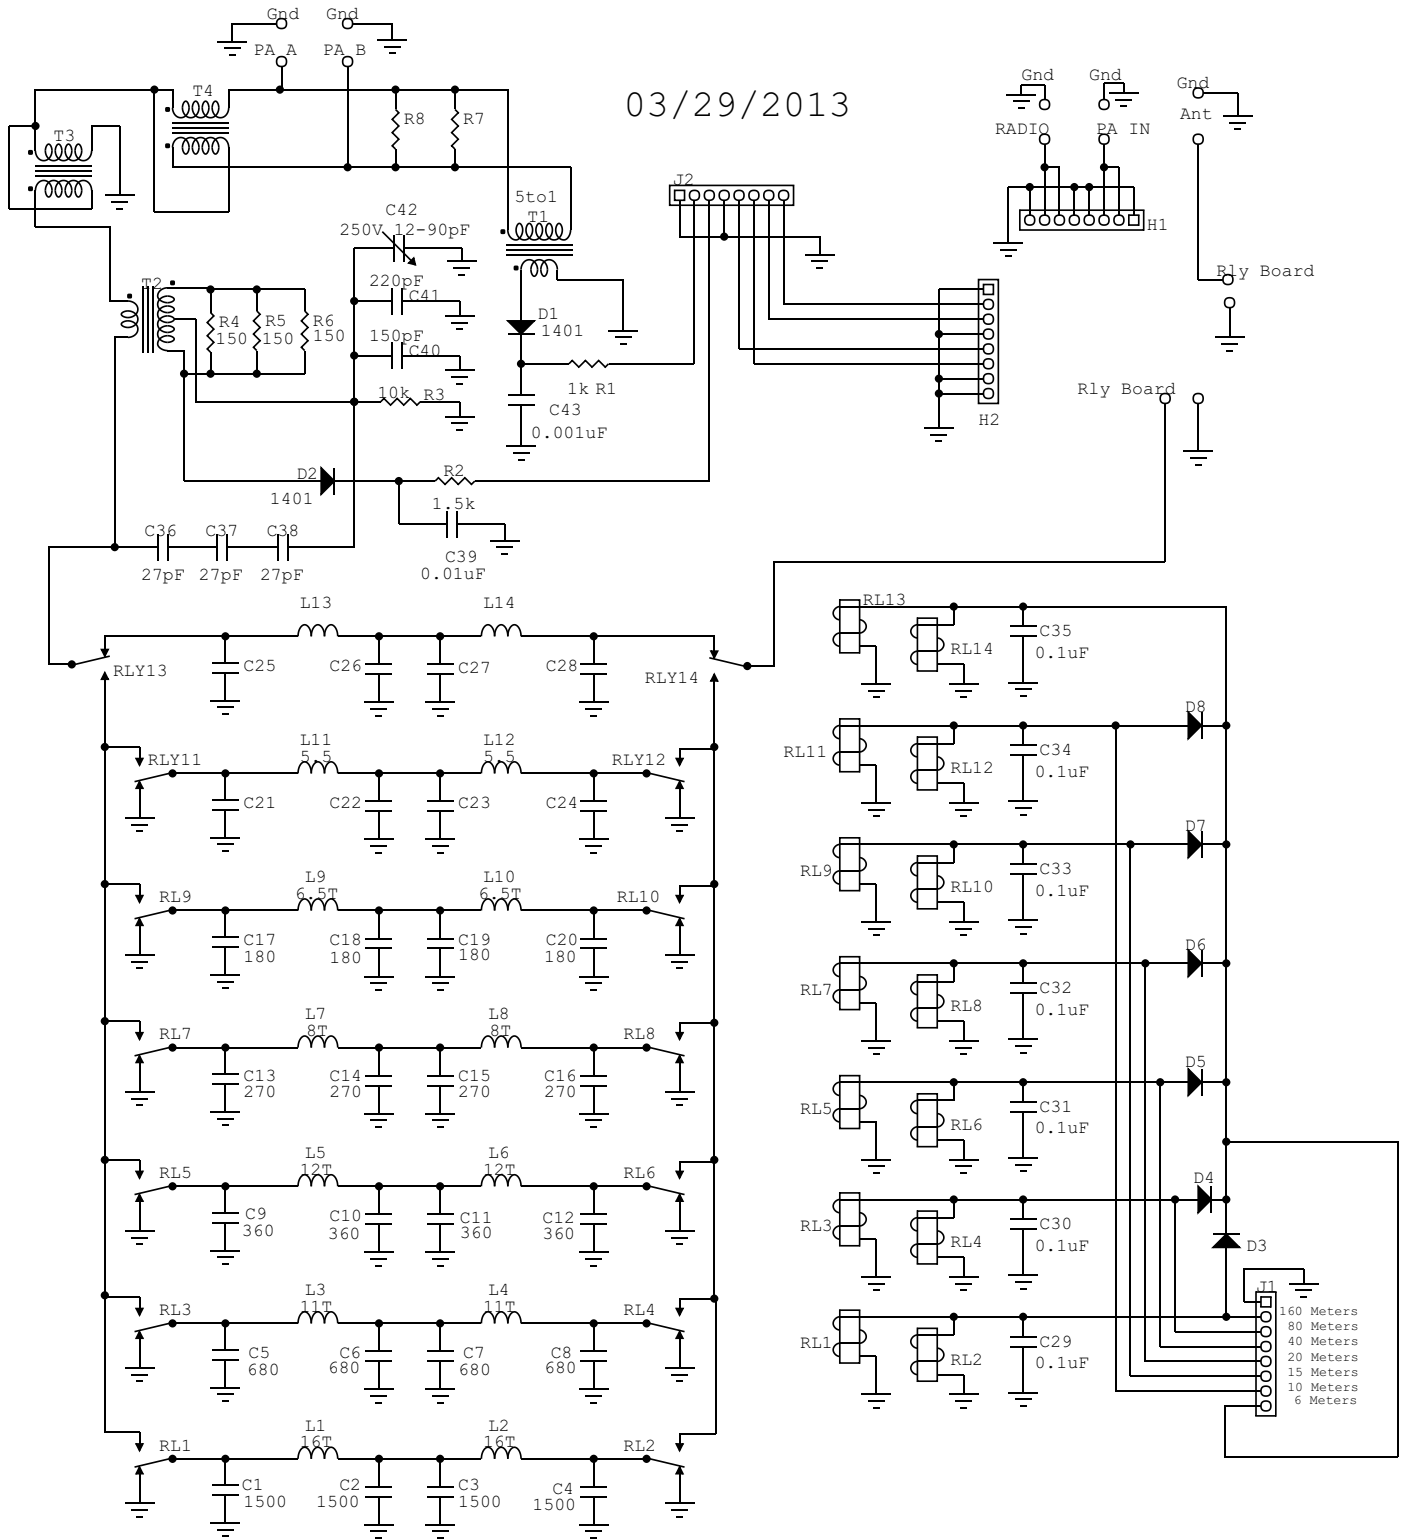 Gnd
Gnd
PA A
PA B
T4
T3
R8
R7
03/29/2013
Gnd
Gnd
Gnd
RADIO
PA IN
Ant
J2
H1
5to1
T1
C42
250V 12-90pF
220pF
C41
150pF
C40
10k
R3
T2
R4
150
R5
150
R6
150
D1
1401
1k R1
C43
0.001uF
H2
Rly Board
Rly Board
D2
1401
R2
1.5k
C39
0.01uF
C36
27pF
C37
27pF
C38
27pF
L13
L14
RLY13
C25
C26
C27
C28
RLY14
RL13
RL14
C35
0.1uF
L11
5.5
L12
5.5
RLY11
RLY12
C21
C22
C23
C24
RL11
RL12
C34
0.1uF
D8
L9
6.5T
L10
6.5T
RL9
RL10
C17
180
C18
180
C19
180
C20
180
RL9
RL10
C33
0.1uF
D7
L7
8T
L8
8T
RL7
RL8
C13
270
C14
270
C15
270
C16
270
RL7
RL8
C32
0.1uF
D6
L5
12T
L6
12T
RL5
RL6
C9
360
C10
360
C11
360
C12
360
RL5
RL6
C31
0.1uF
D5
L3
11T
L4
11T
RL3
RL4
C5
680
C6
680
C7
680
C8
680
RL3
RL4
C30
0.1uF
D4
D3
L1
16T
L2
16T
RL1
RL2
C1
1500
C2
1500
C3
1500
C4
1500
RL1
RL2
C29
0.1uF
J1
160 Meters
80 Meters
40 Meters
20 Meters
15 Meters
10 Meters
6 Meters